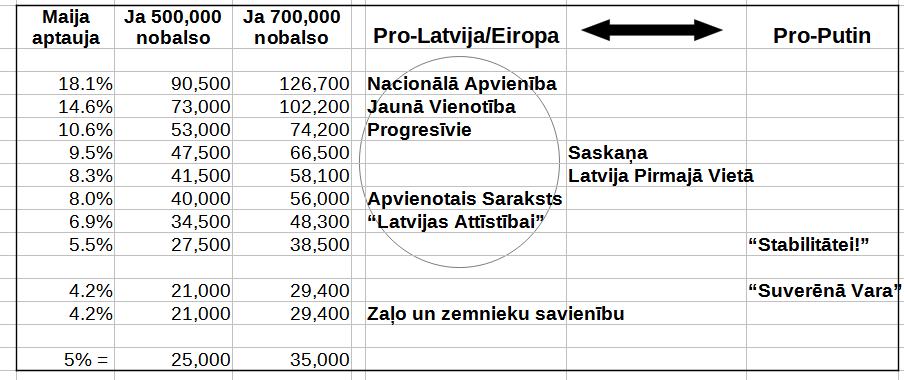 Maija aptauja Ja 500,000 nobalso Ja 700,000 nobalso Pro-Latvija/Eiropa Pro-Putin
18.1% 90,500 126,700 Nacionālā Apvienība
14.6% 73,000 102,200 Jaunā Vienotība
10.6% 53,000 74,200 Progresīvie
9.5% 47,500 66,500 Saskaņa
8.3% 41,500 58,100 Latvija Pirmajā Vietā
8.0% 40,000 56,000 Apvienotais Saraksts
6.9% 34,500 48,300 “Latvijas Attīstībai”
5.5% 27,500 38,500 “Stabilitātei!”
4.2% 21,000 29,400 “Suverēnā Vara”
4.2% 21,000 29,400 Zaļo un zemnieku savienību
5% = 25,000 35,000